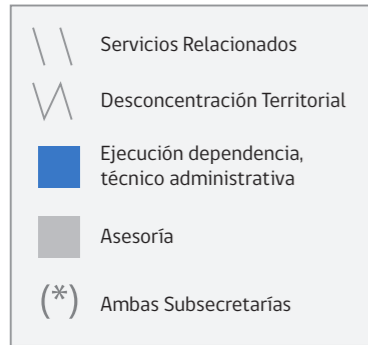 Servicios Relacionados
Desconcentración Territorial
Ejecución dependencia,
técnico administrativa
Asesoría
(*) Ambas Subsecretarías